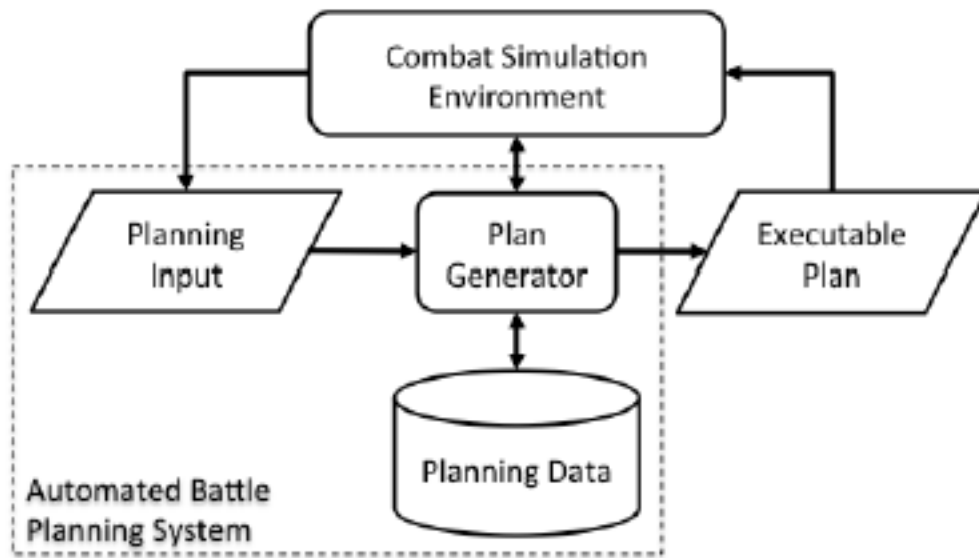 Combat Simulation
Environment
Planning
Input
Plan
Generator
Executable
Plan
Planning Data
Automated Battle
Planning System